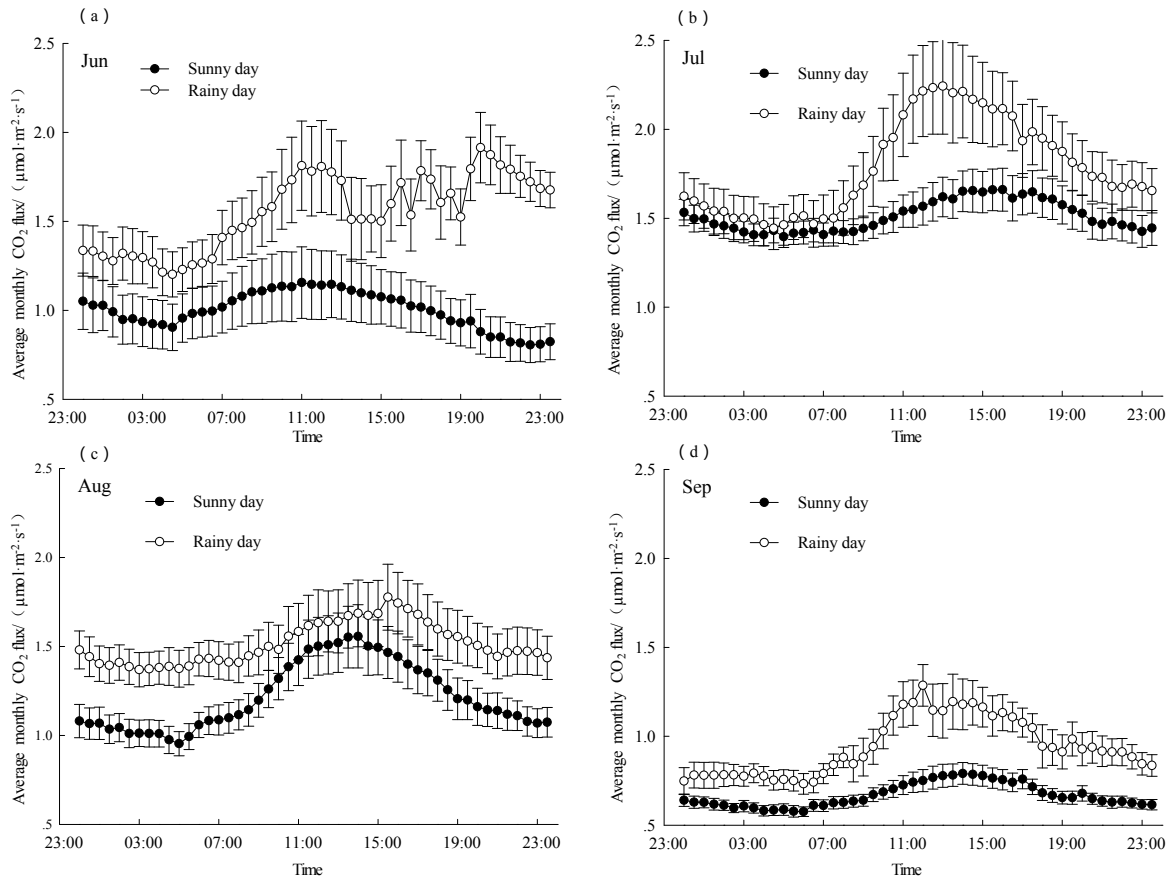 (a)
Jun
Sunny day
Rainy day
2.5
2.0
1.5
1.0
.5
Average monthly CO2 flux/（μmol·m-2·s-1）
23:00 03:00 07:00 11:00 15:00 19:00 23:00
Time
(b)
Jul
Sunny day
Rainy day
2.5
2.0
1.5
1.0
.5
Average monthly CO2 flux/（μmol·m-2·s-1）
23:00 03:00 07:00 11:00 15:00 19:00 23:00
Time
(c)
Aug
Sunny day
Rainy day
2.5
2.0
1.5
1.0
.5
Average monthly CO2 flux/（μmol·m-2·s-1）
23:00 03:00 07:00 11:00 15:00 19:00 23:00
Time
(d)
Sep
Sunny day
Rainy day
2.5
2.0
1.5
1.0
.5
Average monthly CO2 flux/（μmol·m-2·s-1）
23:00 03:00 07:00 11:00 15:00 19:00 23:00
Time